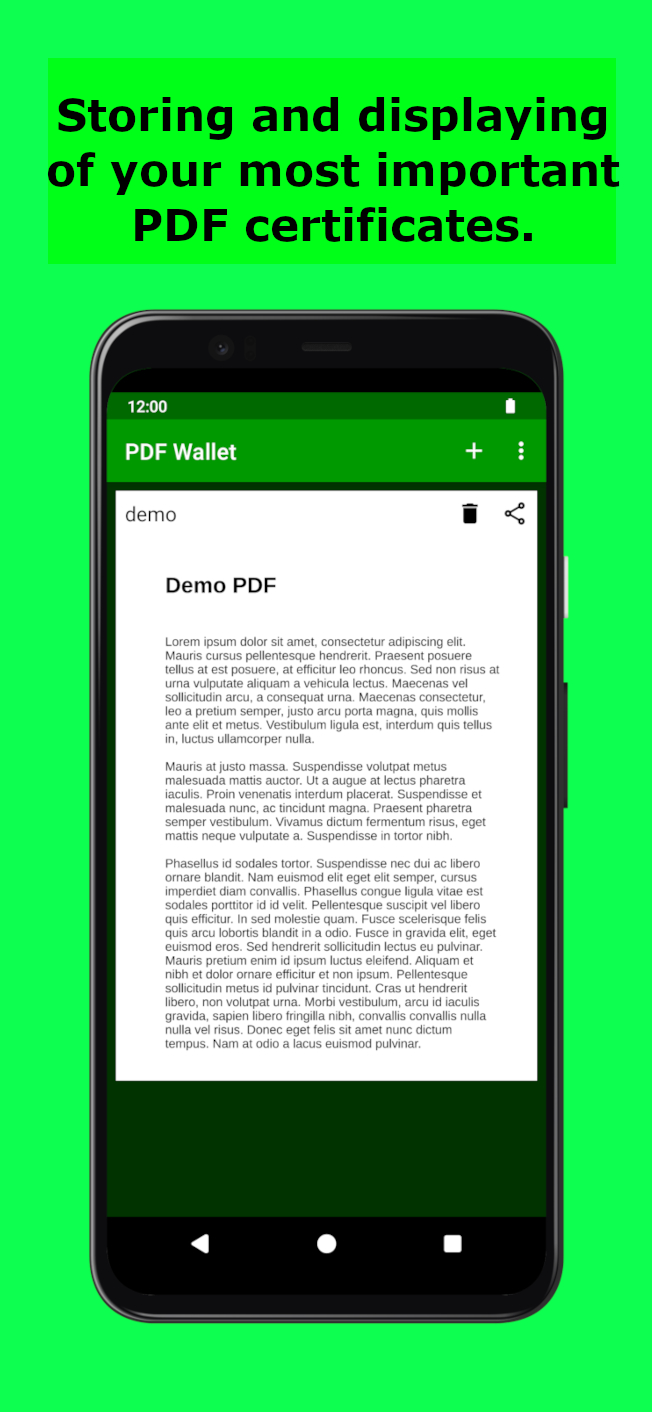 Storing and displaying
of your most important
PDF certificates.
12:00
PDF Wallet
demo
Demo PDF
Lorem ipsum dolor sit amet, consectetur adipiscing elit.
Mauris cursus pellentesque hendrerit. Praesent posuere
tellus at est posuere, at efficitur leo rhoncus. Sed non risus at
urna vulputate aliquam a vehicula lectus. Maecenas vel
sollicitudin arcu, a consequat urna. Maecenas consectetur,
leo a pretium semper, justo arcu porta magna, quis mollis
ante elit et metus. Vestibulum ligula est, interdum quis tellus
in, luctus ullamcorper nulla.
Mauris at justo massa. Suspendisse volutpat metus
malesuada mattis auctor. Ut a augue at lectus pharetra
iaculis. Proin venenatis interdum placerat. Suspendisse et
malesuada nunc, ac tincidunt magna. Praesent pharetra
semper vestibulum. Vivamus dictum fermentum risus, eget
mattis neque vulputate a. Suspendisse in tortor nibh.
Phasellus id sodales tortor. Suspendisse nec dui ac libero
ornare blandit. Nam euismod elit eget elit semper, cursus
imperdiet diam convallis. Phasellus congue ligula vitae est
sodales porttitor id id velit. Pellentesque suscipit vel libero
quis efficitur. In sed molestie quam. Fusce scelerisque felis
quis arcu lobortis blandit in a odio. Fusce in gravida elit, eget
euismod eros. Sed hendrerit sollicitudin lectus eu pulvinar.
Mauris pretium enim id ipsum luctus eleifend. Aliquam et
nibh et dolor ornare efficitur et non ipsum. Pellentesque
sollicitudin metus id pulvinar tincidunt. Cras ut hendrerit
libero, non volutpat urna. Morbi vestibulum, arcu id iaculis
gravida, sapien libero fringilla nibh, convallis convallis nulla
nulla vel risus. Donec eget felis sit amet nunc dictum
tempus. Nam at odio a lacus euismod pulvinar.